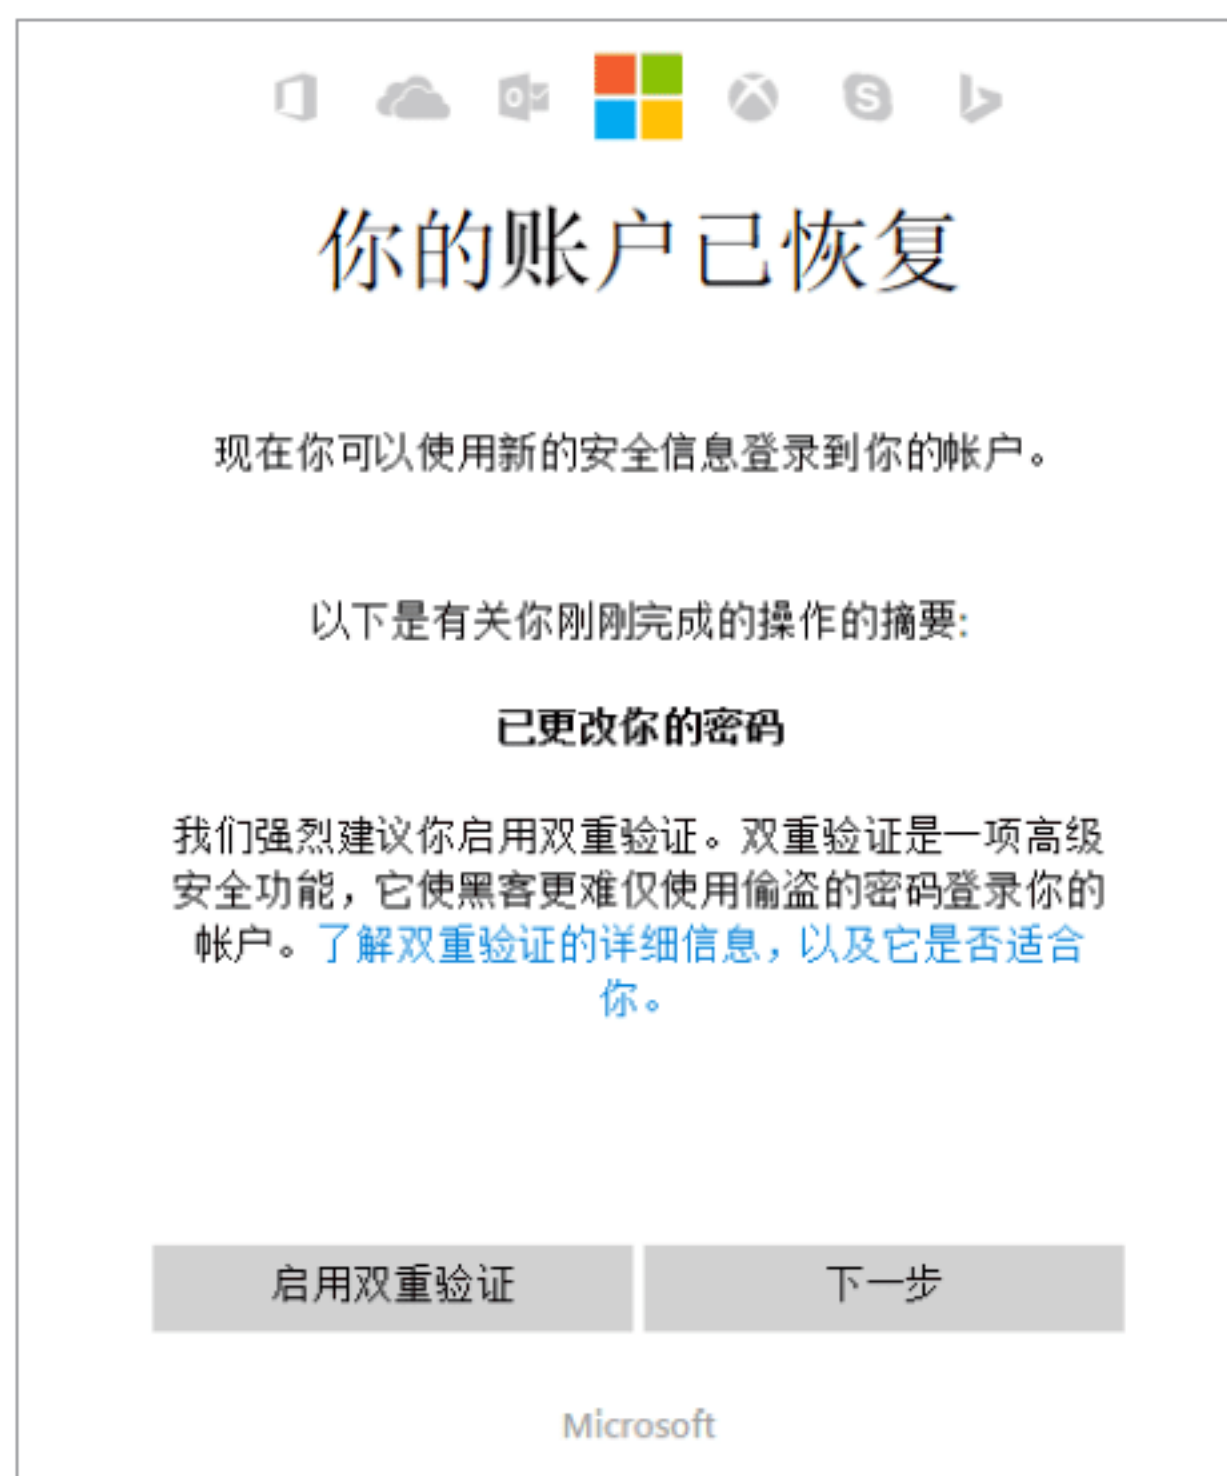 你的账户已恢复
现在你可以使用新的安全信息登录到你的帐户。
以下是有关你刚刚完成的操作的摘要:
已更改你的密码
我们强烈建议你启用双重验证。双重验证是一项高级
安全功能，它使黑客更难仅使用偷盗的密码登录你的
帐户。了解双重验证的详细信息，以及它是否适合
你。
启用双重验证 下一步
Microsoft